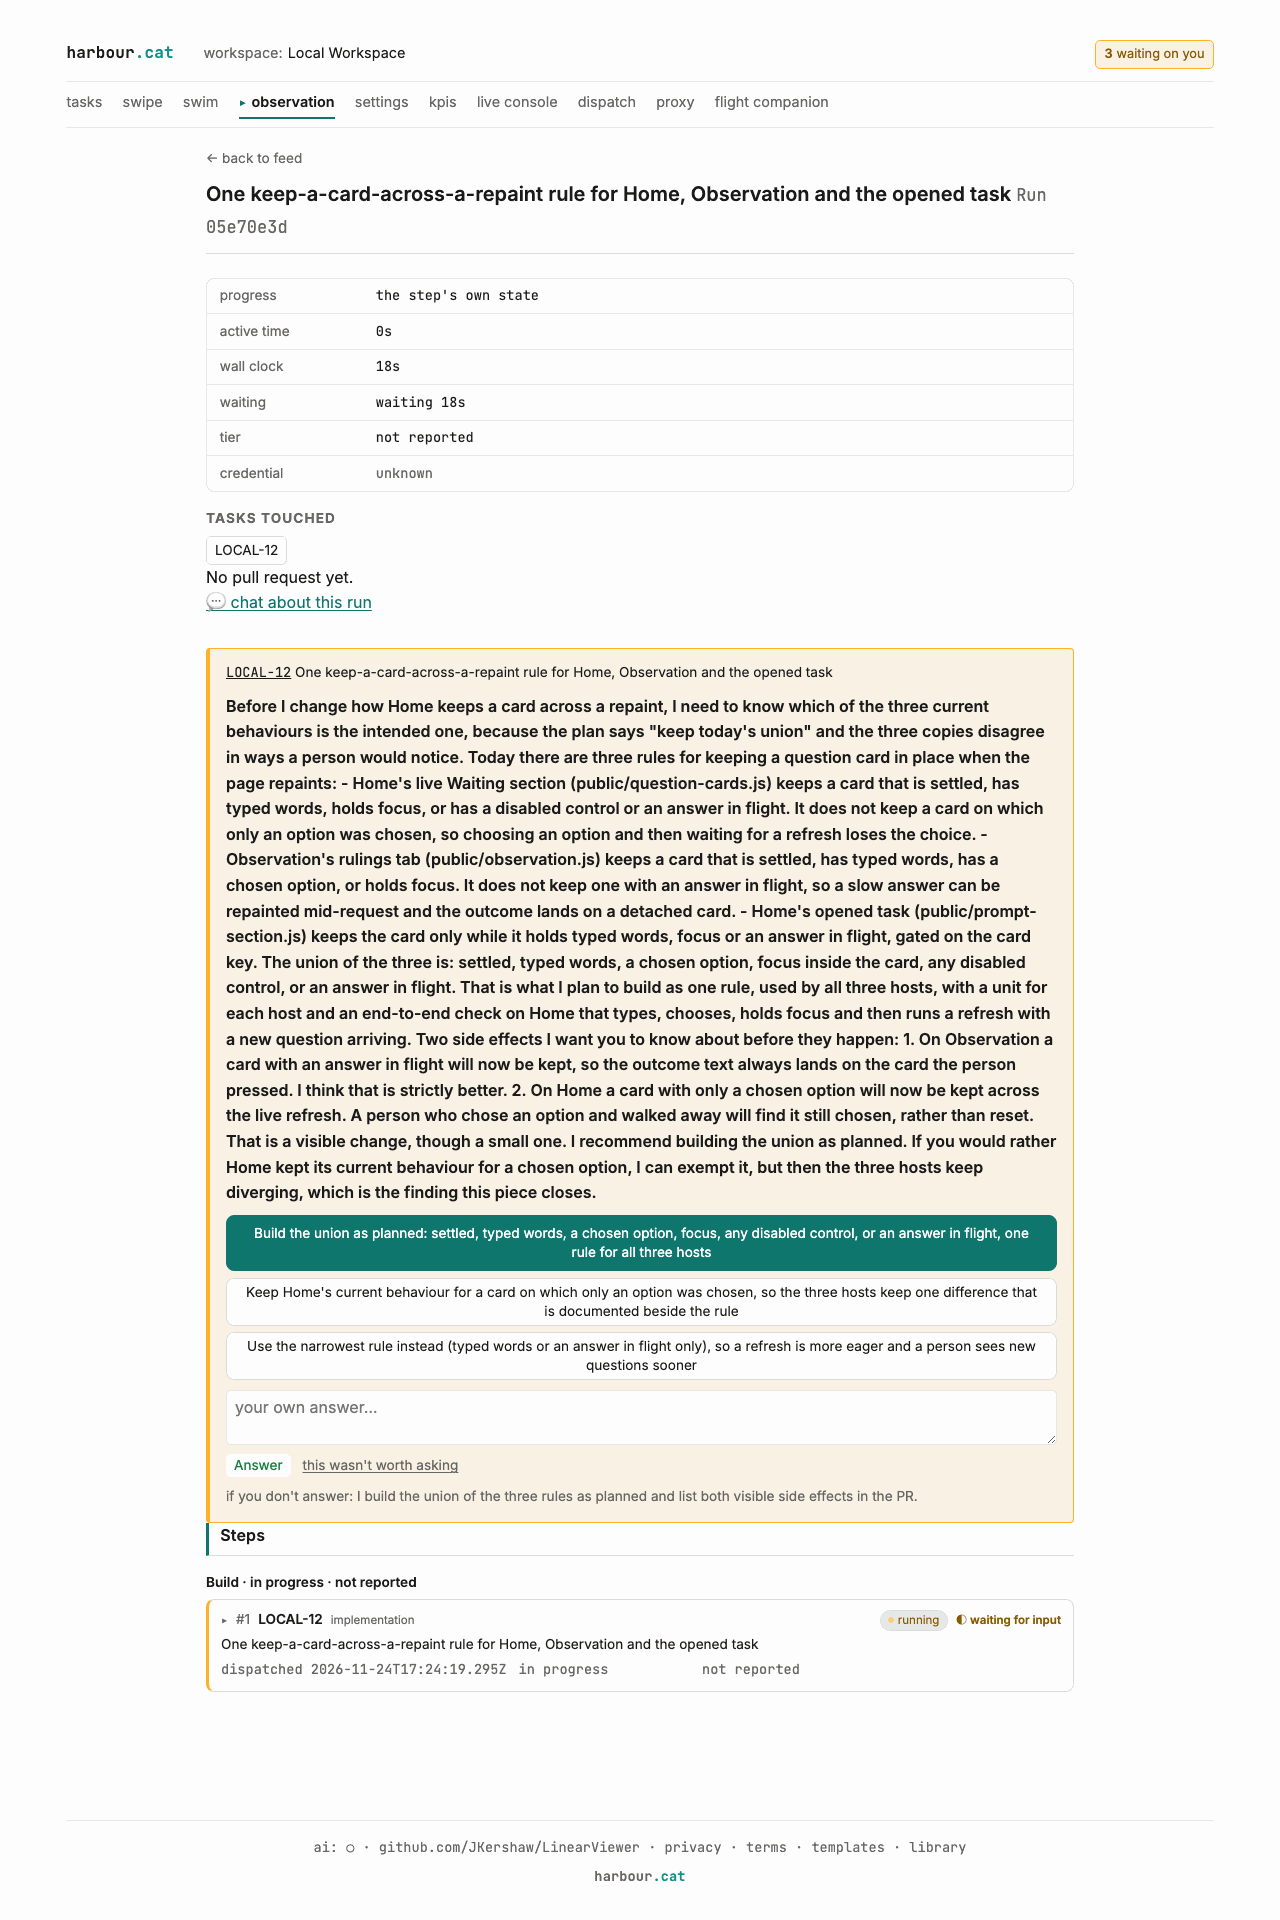 harbour.cat workspace: Local Workspace 3 waiting on you
tasks swipe swim ▸ observation settings kpis live console dispatch proxy flight companion
← back to feed
One keep-a-card-across-a-repaint rule for Home, Observation and the opened task Run
05e70e3d
progress the step's own state
active time 0s
wall clock 18s
waiting waiting 18s
tier not reported
credential unknown
TASKS TOUCHED
LOCAL-12
No pull request yet.
💬 chat about this run
LOCAL-12 One keep-a-card-across-a-repaint rule for Home, Observation and the opened task
Before I change how Home keeps a card across a repaint, I need to know which of the three current
behaviours is the intended one, because the plan says "keep today's union" and the three copies disagree
in ways a person would notice. Today there are three rules for keeping a question card in place when the
page repaints: - Home's live Waiting section (public/question-cards.js) keeps a card that is settled, has
typed words, holds focus, or has a disabled control or an answer in flight. It does not keep a card on which
only an option was chosen, so choosing an option and then waiting for a refresh loses the choice. -
Observation's rulings tab (public/observation.js) keeps a card that is settled, has typed words, has a
chosen option, or holds focus. It does not keep one with an answer in flight, so a slow answer can be
repainted mid-request and the outcome lands on a detached card. - Home's opened task (public/prompt-
section.js) keeps the card only while it holds typed words, focus or an answer in flight, gated on the card
key. The union of the three is: settled, typed words, a chosen option, focus inside the card, any disabled
control, or an answer in flight. That is what I plan to build as one rule, used by all three hosts, with a unit for
each host and an end-to-end check on Home that types, chooses, holds focus and then runs a refresh with
a new question arriving. Two side effects I want you to know about before they happen: 1. On Observation a
card with an answer in flight will now be kept, so the outcome text always lands on the card the person
pressed. I think that is strictly better. 2. On Home a card with only a chosen option will now be kept across
the live refresh. A person who chose an option and walked away will find it still chosen, rather than reset.
That is a visible change, though a small one. I recommend building the union as planned. If you would rather
Home kept its current behaviour for a chosen option, I can exempt it, but then the three hosts keep
diverging, which is the finding this piece closes.
Build the union as planned: settled, typed words, a chosen option, focus, any disabled control, or an answer in flight, one
rule for all three hosts
Keep Home's current behaviour for a card on which only an option was chosen, so the three hosts keep one difference that
is documented beside the rule
Use the narrowest rule instead (typed words or an answer in flight only), so a refresh is more eager and a person sees new
questions sooner
your own answer...
Answer this wasn't worth asking
if you don't answer: I build the union of the three rules as planned and list both visible side effects in the PR.
Steps
Build · in progress · not reported
▸ #1 LOCAL-12 implementation running ◐ waiting for input
One keep-a-card-across-a-repaint rule for Home, Observation and the opened task
dispatched 2026-11-24T17:24:19.295Z in progress not reported
ai: ○ · github.com/JKershaw/LinearViewer · privacy · terms · templates · library
harbour.cat